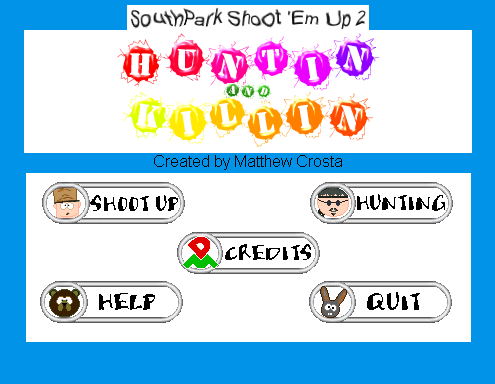 SouthPark Shoot 'Em Up 2
HUNTIN
AND
KILLIN
Created by Matthew Crosta
SHOOT UP
HUNTING
CREDITS
HELP
QUIT